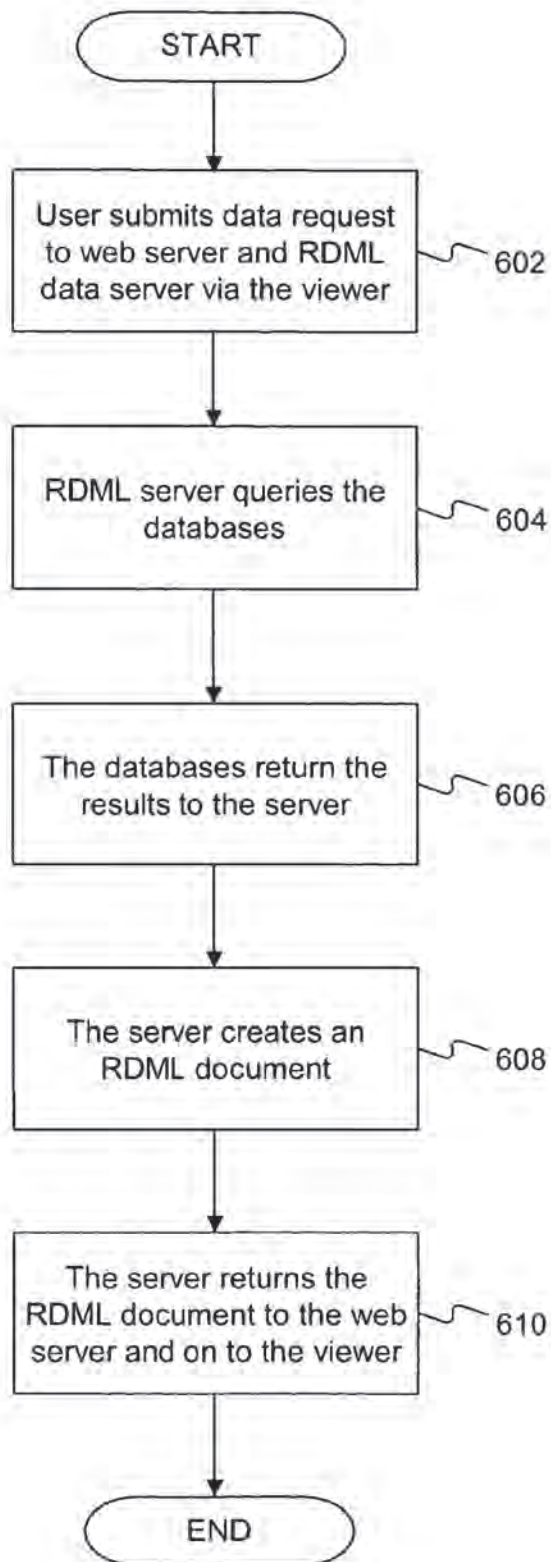 START
User submits data request
to web server and RDML
data server via the viewer
602
RDML server queries the
databases
604
The databases return the
results to the server
606
The server creates an
RDML document
608
The server returns the
RDML document to the web
server and on to the viewer
610
END